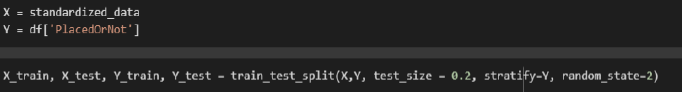 X = standardized_data
Y = df['PlacedOrNot']
X_train, X_test, Y_train, Y_test = train_test_split(X,Y, test_size = 0.2, stratify=Y, random_state=2)